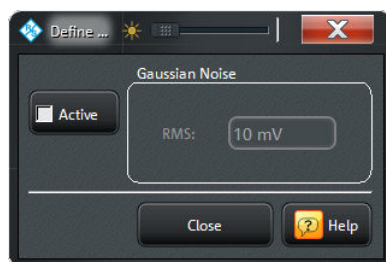 Define ...
Gaussian Noise
Active
RMS: 10 mV
Close
Help